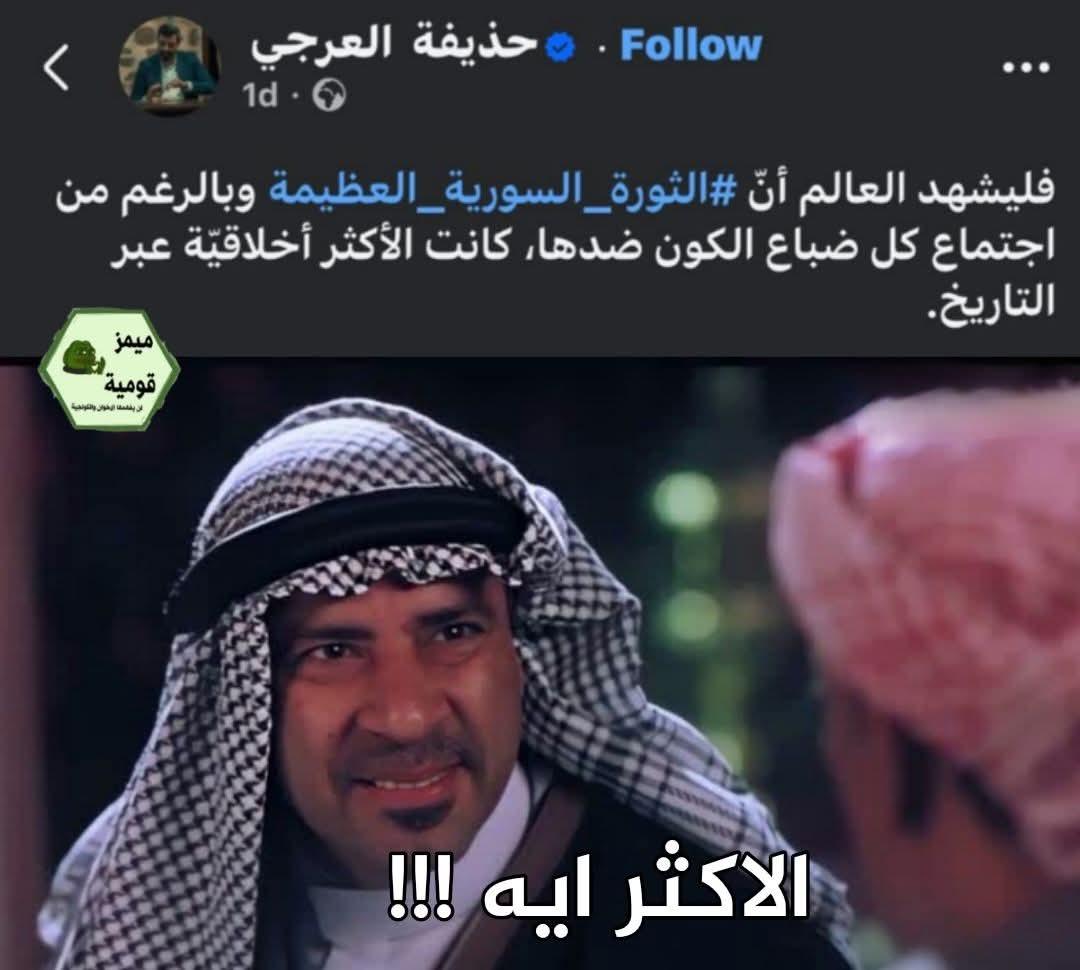 حذيفة العرجي · Follow
1d ·
فليشهد العالم أنّ #الثورة_السورية_العظيمة وبالرغم من
اجتماع كل ضباع الكون ضدها، كانت الأكثر أخلاقيّة عبر
التاريخ.
ميمز
قومية
الاكثر ايه !!!